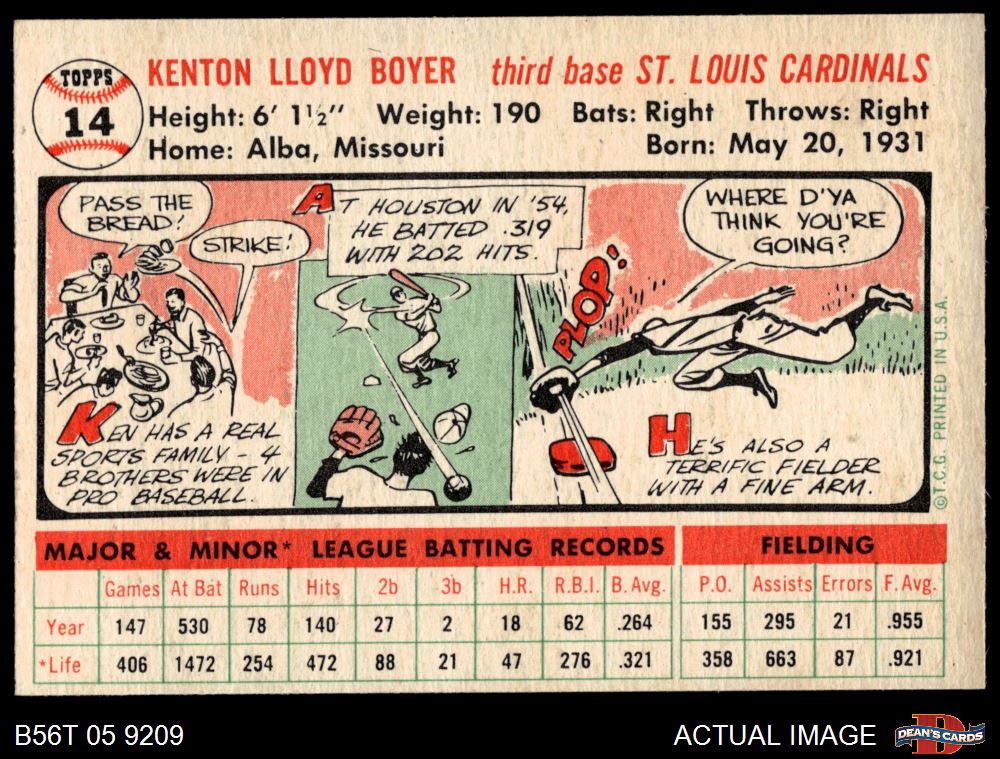 TOPPS
14
KENTON LLOYD BOYER third base ST. LOUIS CARDINALS
Height: 6' 1½" Weight: 190 Bats: Right Throws: Right
Home: Alba, Missouri Born: May 20, 1931
PASS THE
BREAD!
STRIKE!
KEN HAS A REAL
SPORTS FAMILY - 4
BROTHERS WERE IN
PRO BASEBALL.
AT HOUSTON IN '54,
HE BATTED .319
WITH 202 HITS.
WHERE D'YA
THINK YOU'RE
GOING?
PLOP!
HE'S ALSO A
TERRIFIC FIELDER
WITH A FINE ARM.
©T.C.G. PRINTED IN U.S.A.
MAJOR & MINOR* LEAGUE BATTING RECORDS FIELDING
Games At Bat Runs Hits 2b 3b H.R. R.B.I. B. Avg. P.O. Assists Errors F. Avg.
Year 147 530 78 140 27 2 18 62 .264 155 295 21 .955
*Life 406 1472 254 472 88 21 47 276 .321 358 663 87 .921
B56T 05 9209 ACTUAL IMAGE DEAN'S CARDS